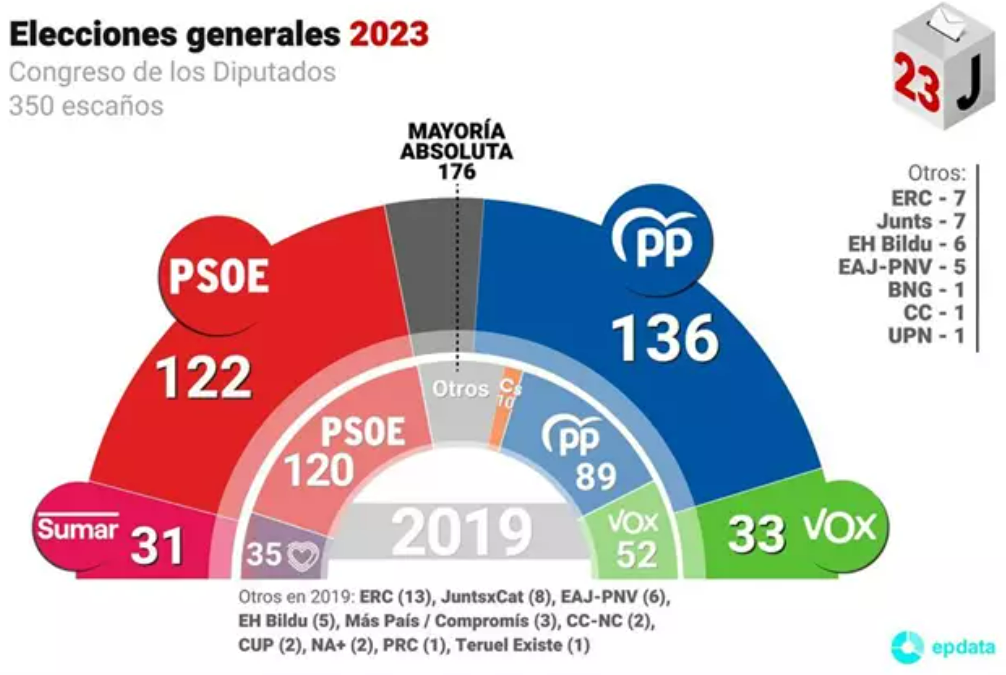 Elecciones generales 2023
Congreso de los Diputados
350 escaños
23
J
MAYORÍA
ABSOLUTA
176
Otros:
ERC - 7
Junts - 7
EH Bildu - 6
EAJ-PNV - 5
BNG - 1
CC - 1
UPN - 1
PSOE
122
PP
136
Sumar 31
33 VOX
Otros
Cs
10
PSOE
120
PP
89
35
VOX
52
2019
Otros en 2019: ERC (13), JuntsxCat (8), EAJ-PNV (6),
EH Bildu (5), Más País / Compromís (3), CC-NC (2),
CUP (2), NA+ (2), PRC (1), Teruel Existe (1)
epdata